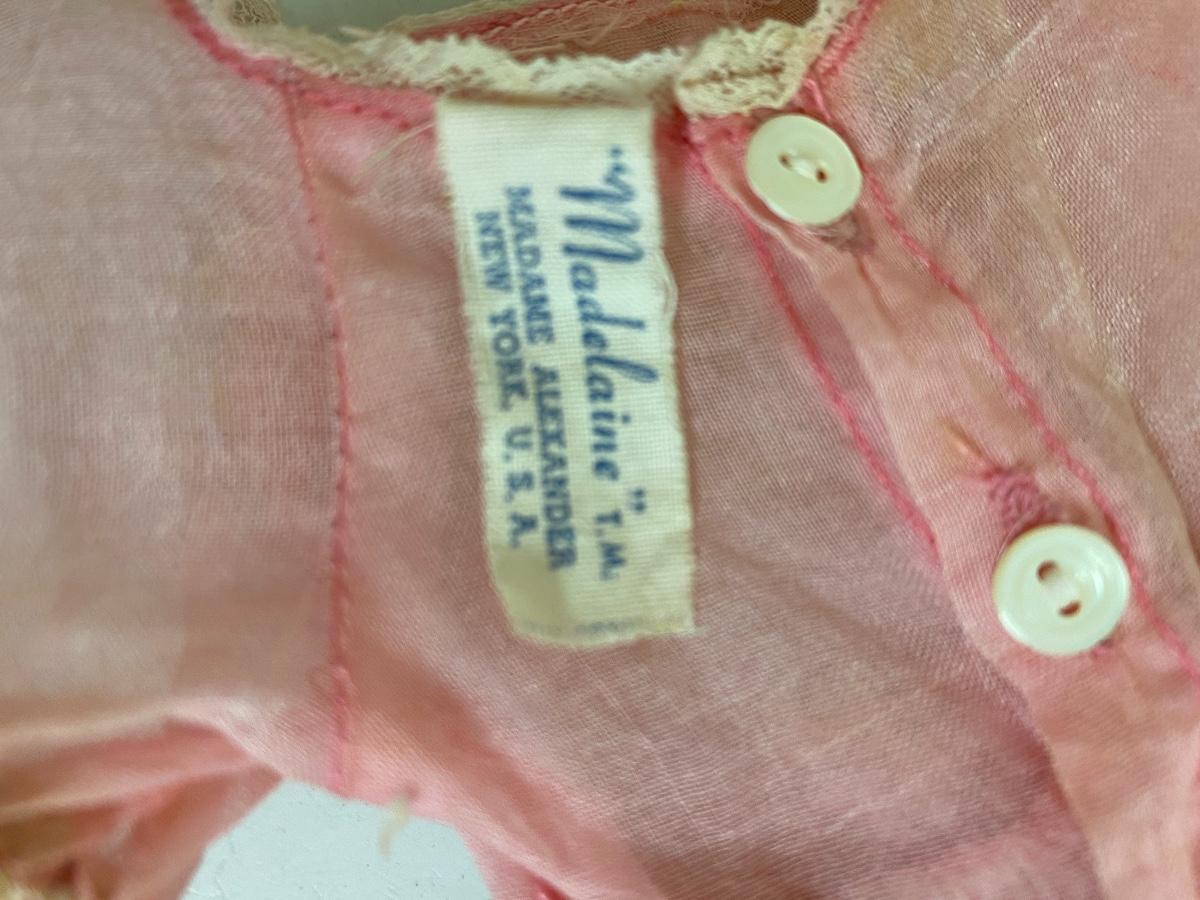 "Madelaine" T.M.
MADAME ALEXANDER
NEW YORK U.S.A.